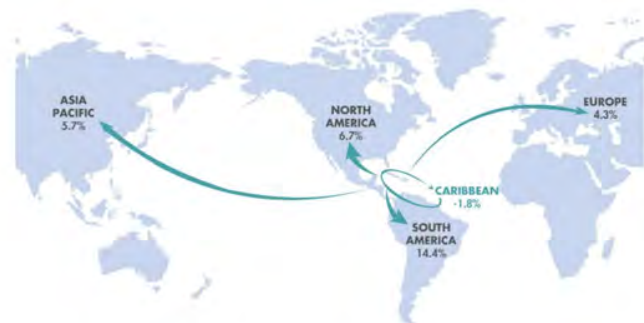 ASIA
PACIFIC
5.7%
NORTH
AMERICA
6.7%
EUROPE
4.3%
*CARIBBEAN
-1.8%
SOUTH
AMERICA
14.4%